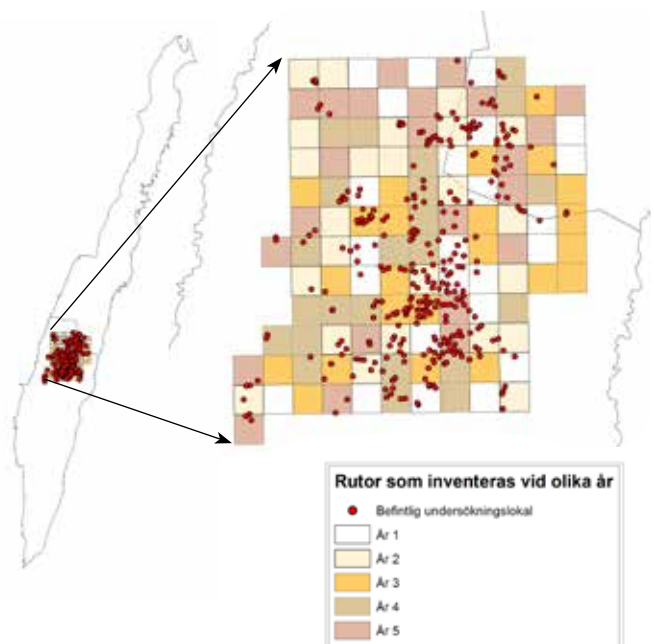 Rutor som inventeras vid olika år
Befintlig undersökningslokal
År 1
År 2
År 3
År 4
År 5